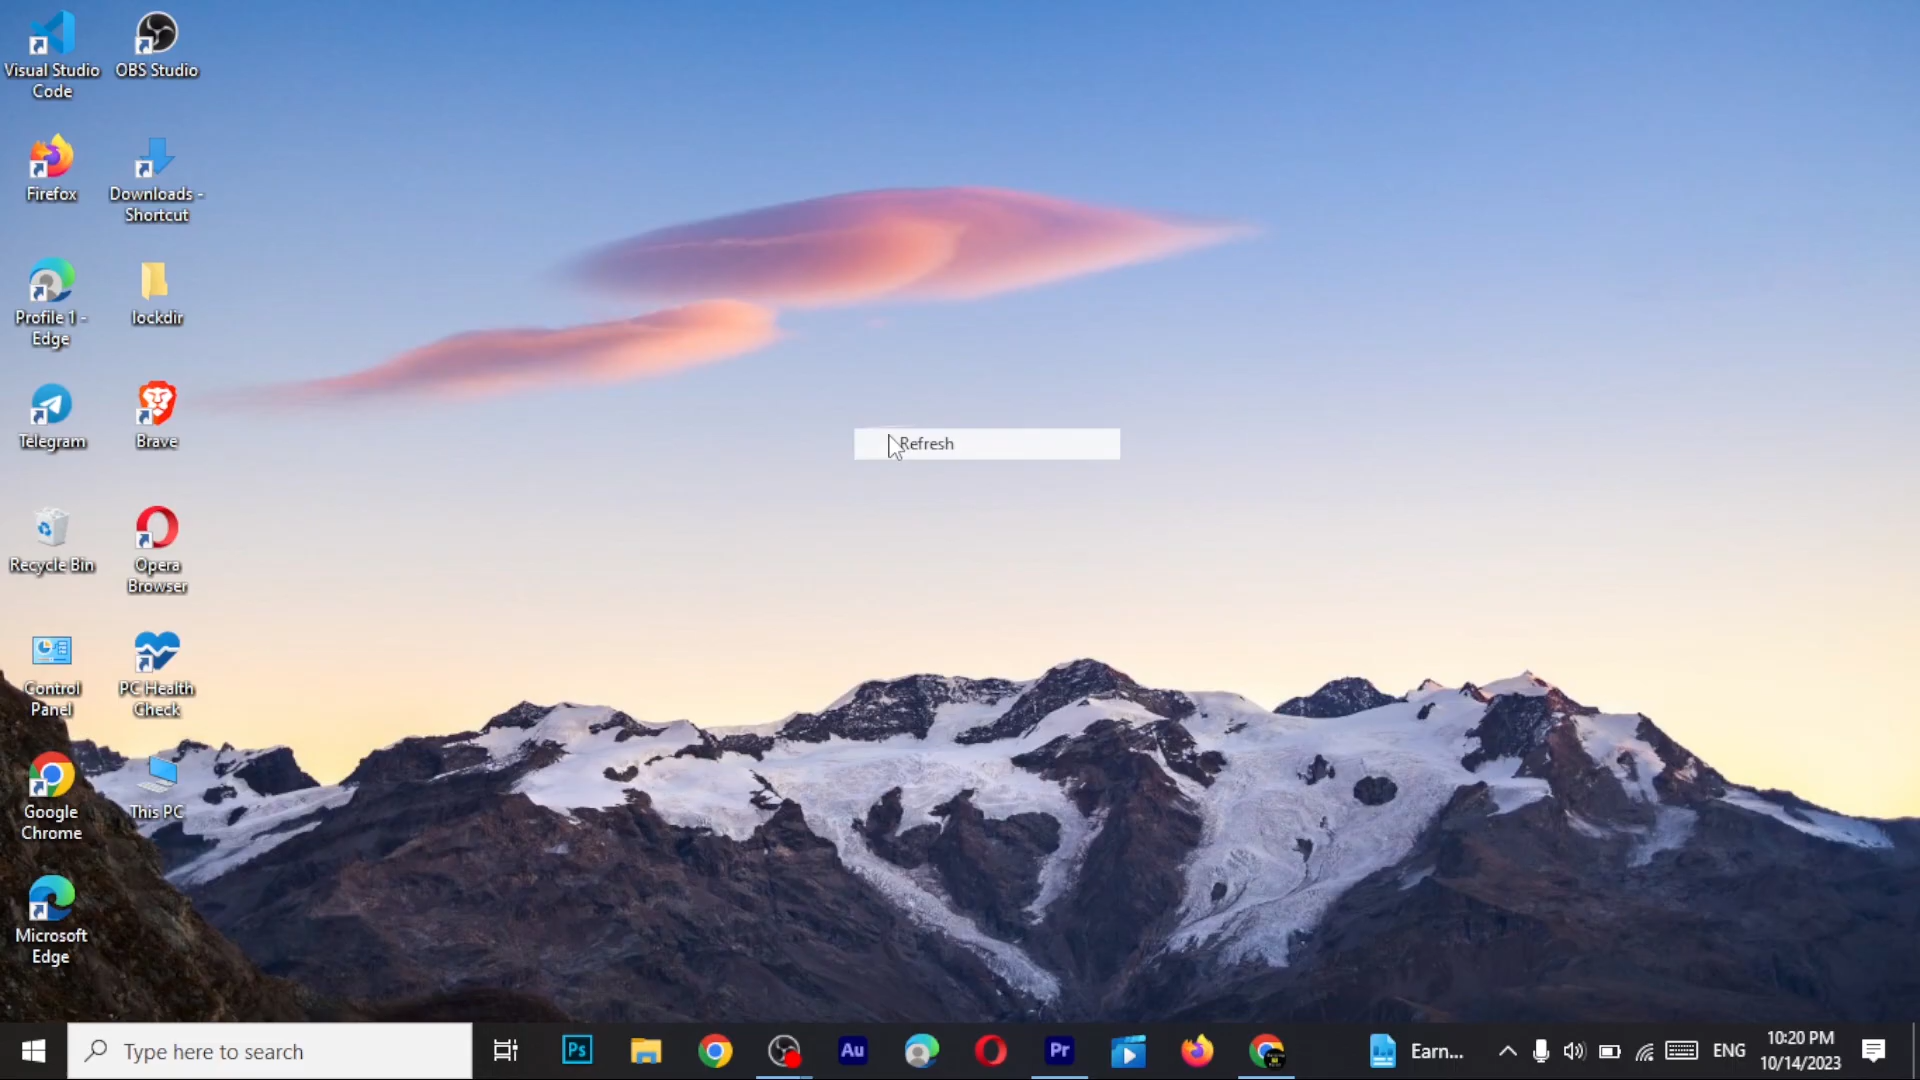 Visual Studio
Code
OBS Studio
Firefox
Downloads -
Shortcut
Profile 1 -
Edge
lockdir
Telegram
Brave
Refresh
Recycle Bin
Opera
Browser
Control
Panel
PC Health
Check
Google
Chrome
This PC
Microsoft
Edge
Type here to search
Ps
Au
Pr
Earn...
ENG
10:20 PM
10/14/2023